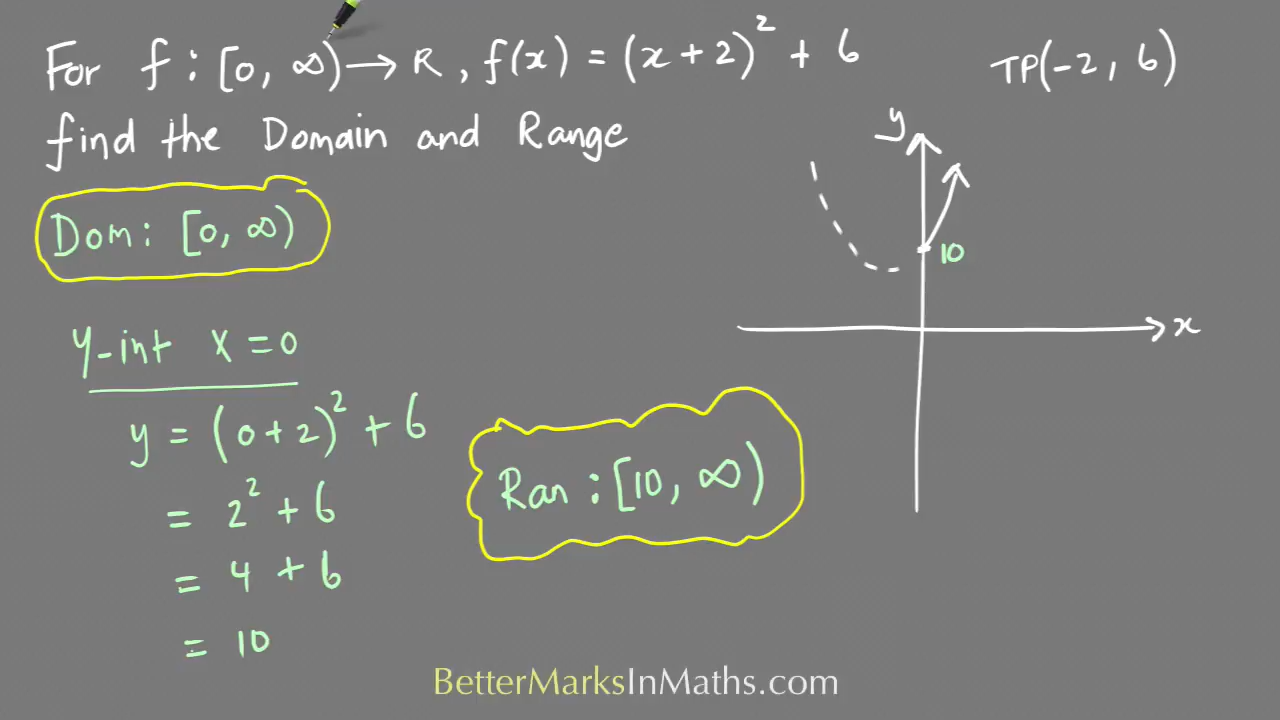 For f : [0, ∞) → R, f(x) = (x+2)² + 6
TP(-2, 6)
find the Domain and Range
Dom: [0, ∞)
y
10
x
Y-int X = 0
y = (0+2)² + 6
= 2² + 6
= 4 + 6
= 10
Ran : [10, ∞)
BetterMarksInMaths.com